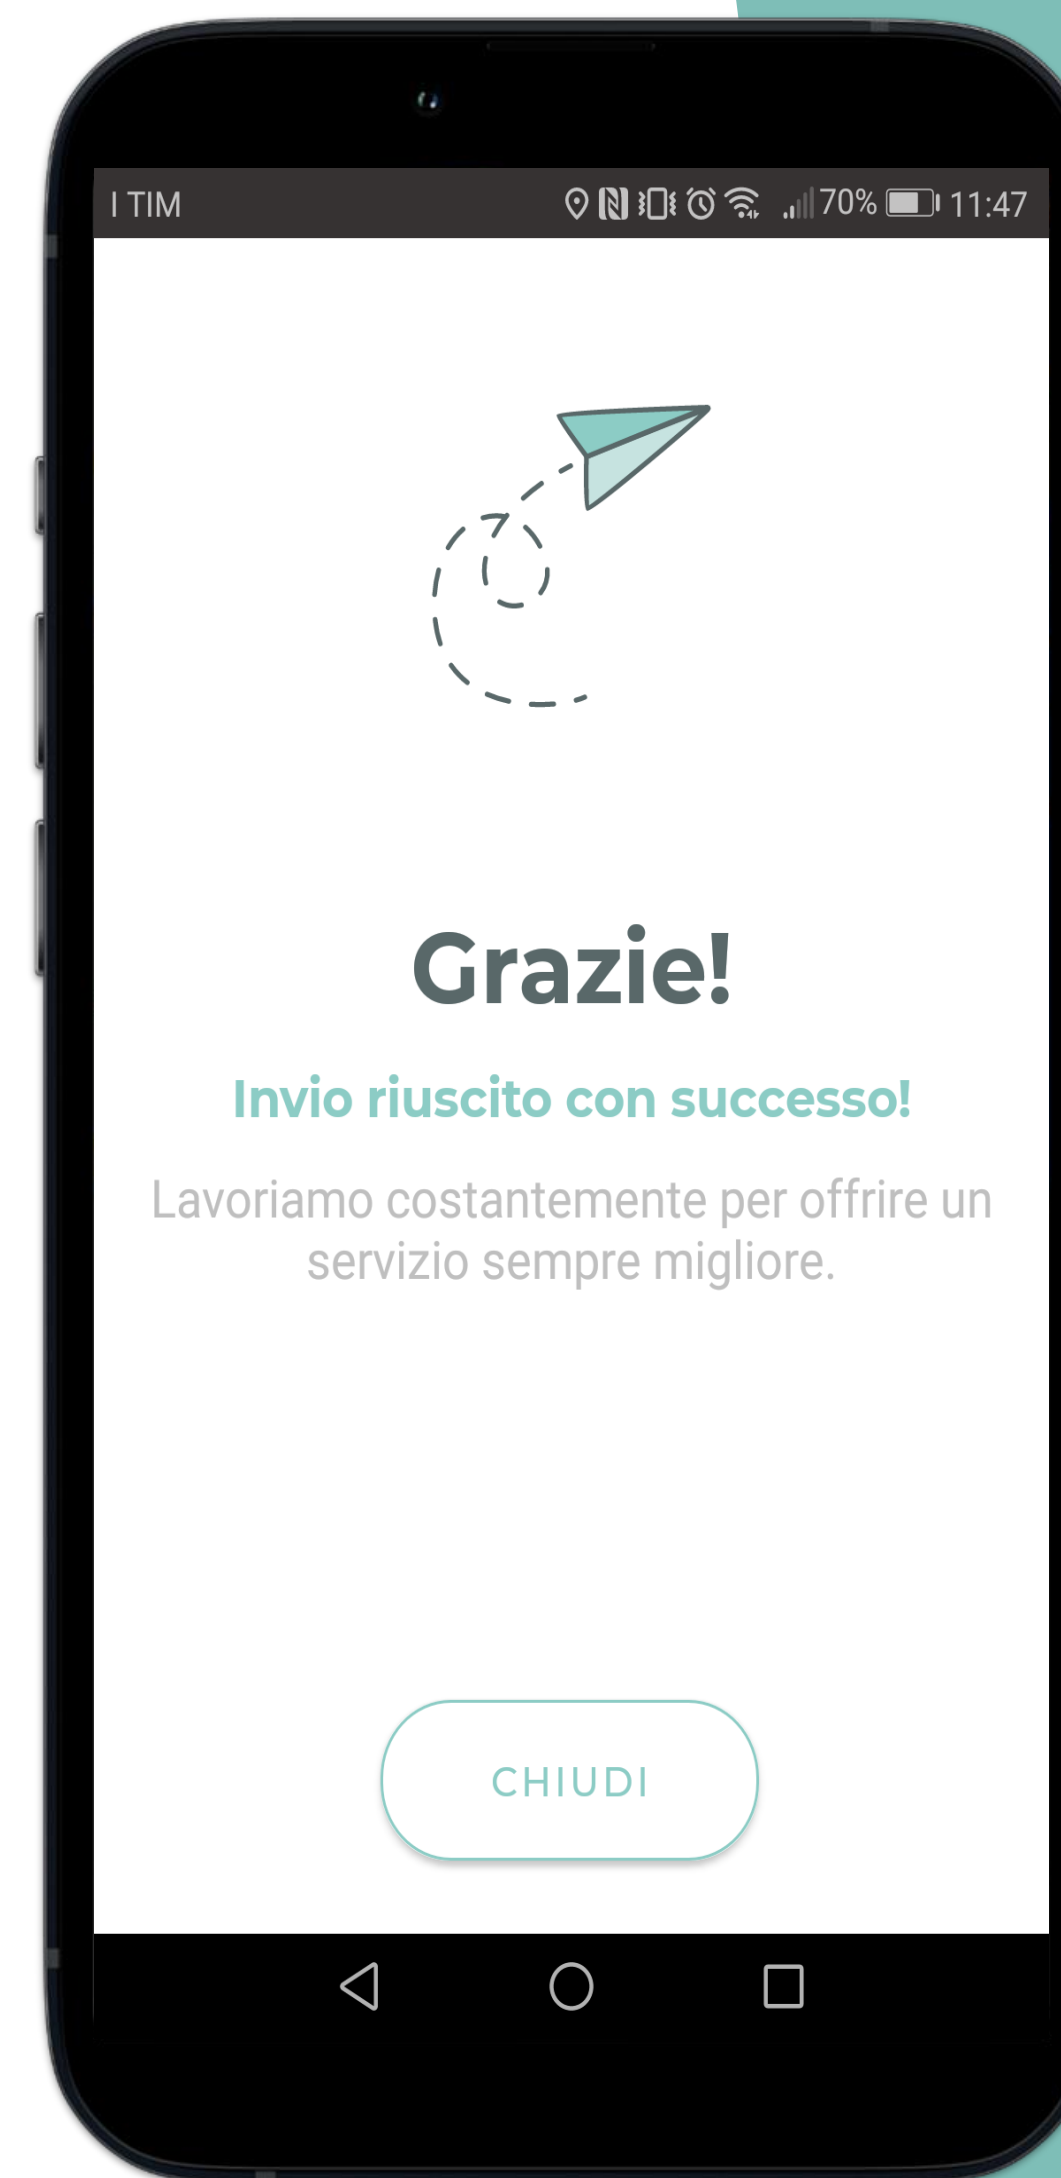 I TIM
70% 11:47
Grazie!
Invio riuscito con successo!
Lavoriamo costantemente per offrire un
servizio sempre migliore.
CHIUDI